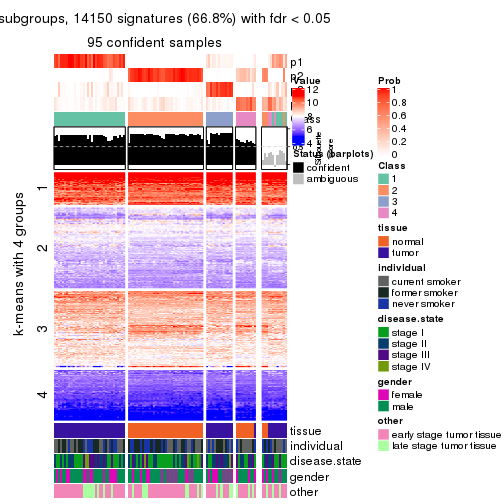 subgroups, 14150 signatures (66.8%) with fdr < 0.05
95 confident samples
p1
p2
Value
12
10
8
6
4
Prob
1
0.8
0.6
0.4
0.2
0
Status (barplots)
confident
ambiguous
Class
1
2
3
4
tissue
normal
tumor
individual
current smoker
former smoker
never smoker
disease.state
stage I
stage II
stage III
stage IV
gender
female
male
other
early stage tumor tissue
late stage tumor tissue
k-means with 4 groups
1
2
3
4
tissue
individual
disease.state
gender
other